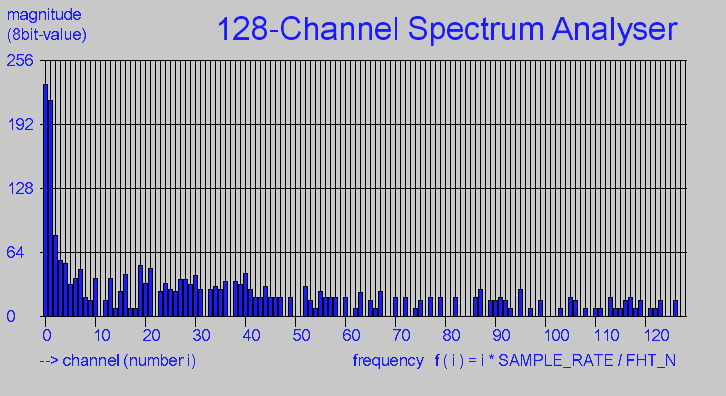 magnitude
(8bit-value)
128-Channel Spectrum Analyser
256
192
128
64
0
0 10 20 30 40 50 60 70 80 90 100 110 120
--> channel (number i)
frequency f ( i ) = i * SAMPLE_RATE / FHT_N